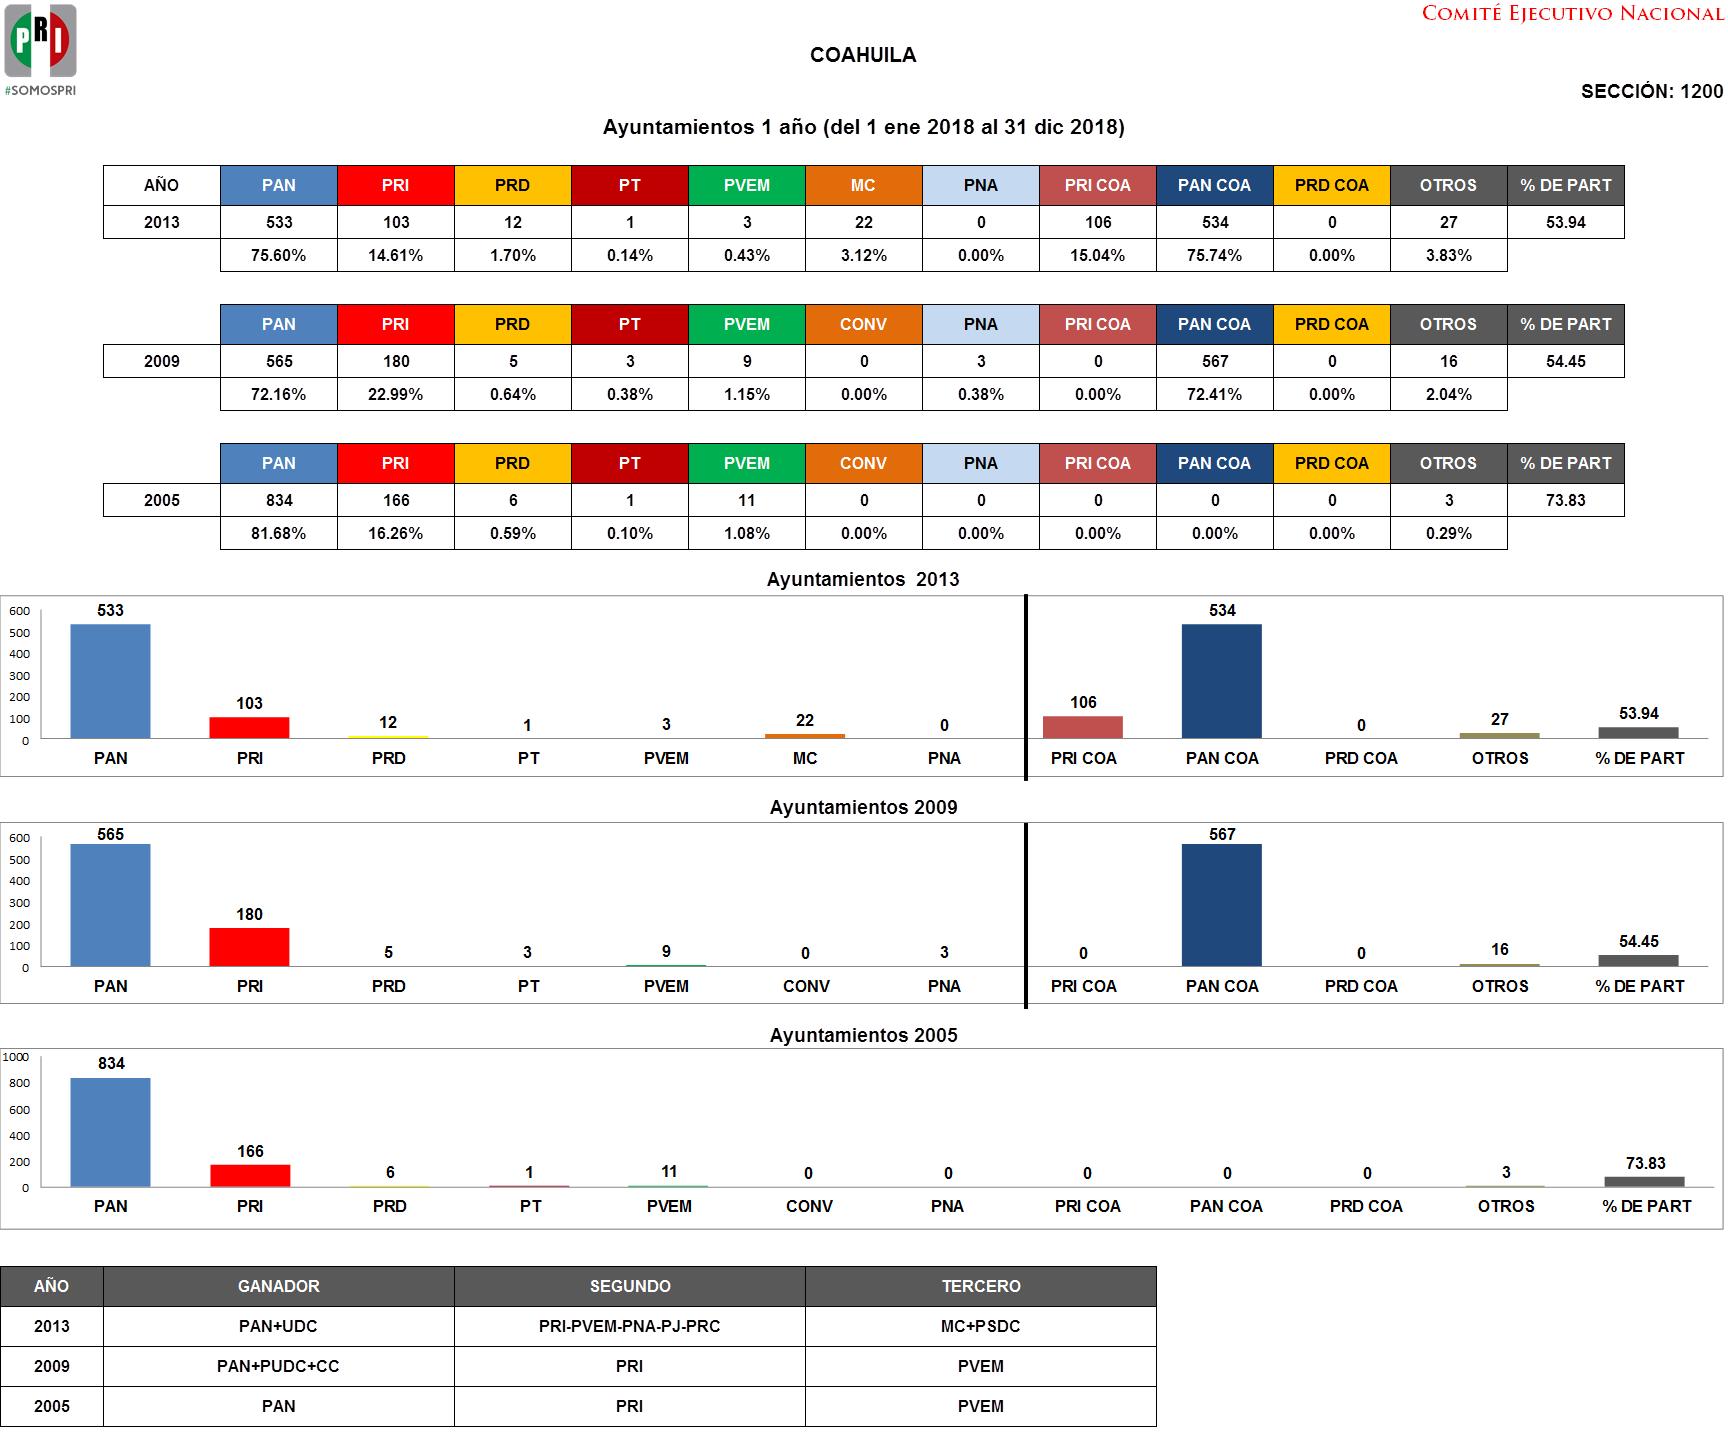 PRI
#SOMOSPRI
COMITÉ EJECUTIVO NACIONAL
COAHUILA
SECCIÓN: 1200
Ayuntamientos 1 año (del 1 ene 2018 al 31 dic 2018)
AÑO PAN PRI PRD PT PVEM MC PNA PRI COA PAN COA PRD COA OTROS % DE PART
2013 533 103 12 1 3 22 0 106 534 0 27 53.94
75.60% 14.61% 1.70% 0.14% 0.43% 3.12% 0.00% 15.04% 75.74% 0.00% 3.83%
PAN PRI PRD PT PVEM CONV PNA PRI COA PAN COA PRD COA OTROS % DE PART
2009 565 180 5 3 9 0 3 0 567 0 16 54.45
72.16% 22.99% 0.64% 0.38% 1.15% 0.00% 0.38% 0.00% 72.41% 0.00% 2.04%
PAN PRI PRD PT PVEM CONV PNA PRI COA PAN COA PRD COA OTROS % DE PART
2005 834 166 6 1 11 0 0 0 0 0 3 73.83
81.68% 16.26% 0.59% 0.10% 1.08% 0.00% 0.00% 0.00% 0.00% 0.00% 0.29%
Ayuntamientos 2013
600
500
400
300
200
100
0
533 103 12 1 3 22 0 106 534 0 27 53.94
PAN PRI PRD PT PVEM MC PNA PRI COA PAN COA PRD COA OTROS % DE PART
Ayuntamientos 2009
600
500
400
300
200
100
0
565 180 5 3 9 0 3 0 567 0 16 54.45
PAN PRI PRD PT PVEM CONV PNA PRI COA PAN COA PRD COA OTROS % DE PART
Ayuntamientos 2005
1000
800
600
400
200
0
834 166 6 1 11 0 0 0 0 0 3 73.83
PAN PRI PRD PT PVEM CONV PNA PRI COA PAN COA PRD COA OTROS % DE PART
AÑO GANADOR SEGUNDO TERCERO
2013 PAN+UDC PRI-PVEM-PNA-PJ-PRC MC+PSDC
2009 PAN+PUDC+CC PRI PVEM
2005 PAN PRI PVEM